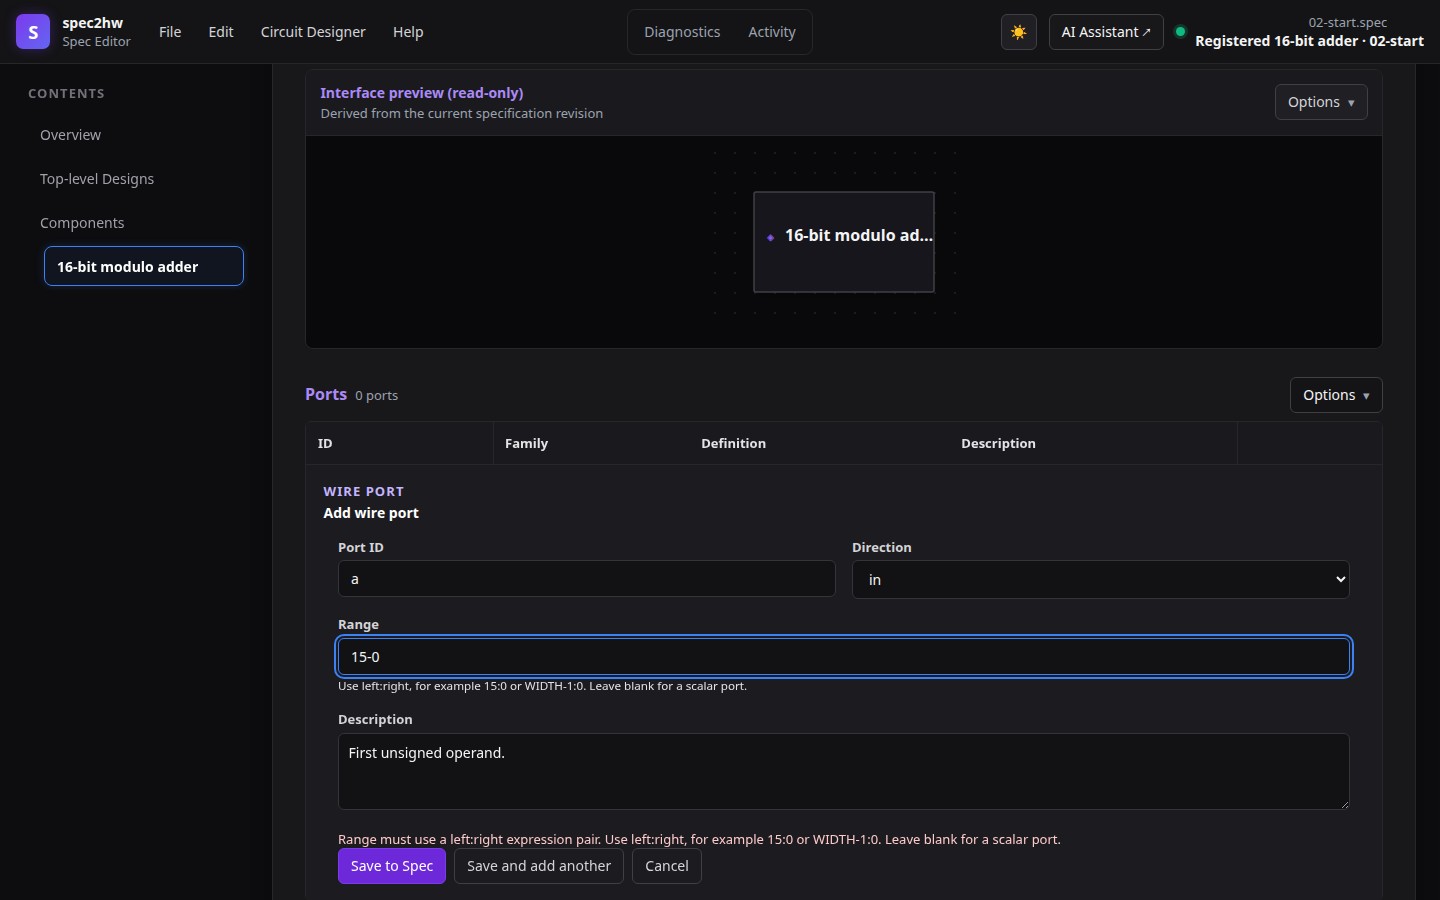 S
spec2hw
Spec Editor
File
Edit
Circuit Designer
Help
Diagnostics
Activity
AI Assistant ↗
02-start.spec
Registered 16-bit adder · 02-start
CONTENTS
Overview
Top-level Designs
Components
16-bit modulo adder
Interface preview (read-only)
Derived from the current specification revision
Options ▾
16-bit modulo ad...
Ports 0 ports
Options ▾
ID
Family
Definition
Description
WIRE PORT
Add wire port
Port ID
Direction
a
in
Range
15-0
Use left:right, for example 15:0 or WIDTH-1:0. Leave blank for a scalar port.
Description
First unsigned operand.
Range must use a left:right expression pair. Use left:right, for example 15:0 or WIDTH-1:0. Leave blank for a scalar port.
Save to Spec
Save and add another
Cancel